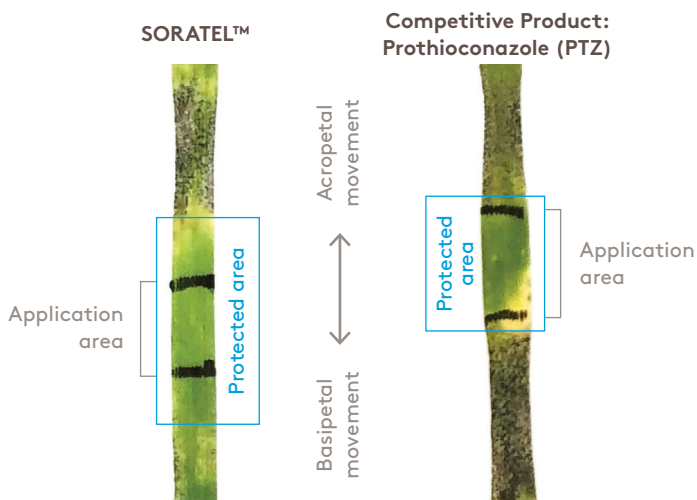 SORATEL™
Competitive Product:
Prothioconazole (PTZ)
Acropetal
movement
Protected area
Application
area
Protected
area
Application
area
Basipetal
movement